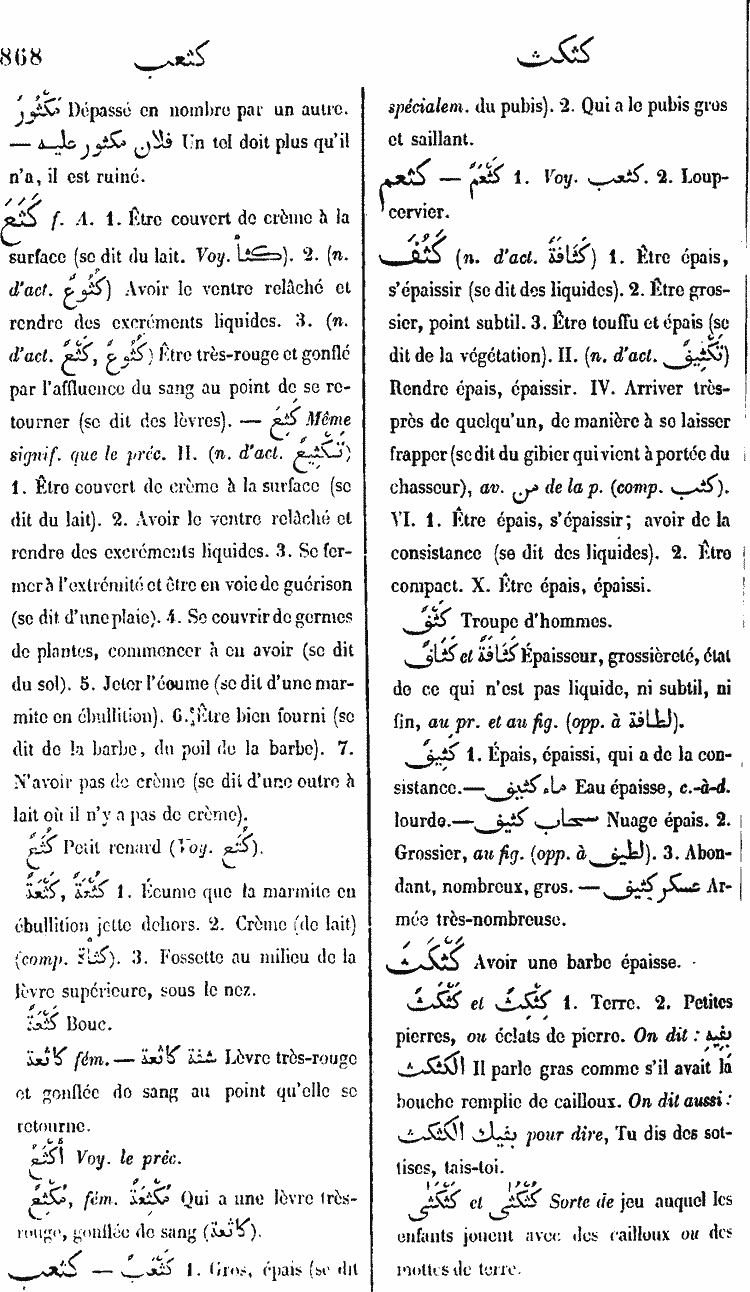 868 كثعب كثكث
مَكْثُورٌ Dépassé en nombre par un autre.
— فلان مكثور عليه Un tel doit plus qu'il
n'a, il est ruiné.
كَثَعَ f. A. 1. Être couvert de crème à la
surface (se dit du lait. Voy. كثأ). 2. (n.
d'act. كُثُوعٌ) Avoir le ventre relâché et
rendre des excréments liquides. 3. (n.
d'act. كَثْعٌ, كُثُوعٌ) Être très-rouge et gonflé
par l'affluence du sang au point de se re-
tourner (se dit des lèvres). — كَثِعَ Même
signif. que le préc. II. (n. d'act. تَكْثِيعٌ)
1. Être couvert de crème à la surface (se
dit du lait). 2. Avoir le ventre relâché et
rendre des excréments liquides. 3. Se fer-
mer à l'extrémité et être en voie de guérison
(se dit d'une plaie). 4. Se couvrir de germes
de plantes, commencer à en avoir (se dit
du sol). 5. Jeter l'écume (se dit d'une mar-
mite en ébullition). 6. Être bien fourni (se
dit de la barbe, du poil de la barbe). 7.
N'avoir pas de crème (se dit d'une outre à
lait où il n'y a pas de crème).
كُثَعٌ Petit renard (Voy. كُتَعٌ).
كَثْعَةٌ, كُثْعَةٌ 1. Écume que la marmite en
ébullition jette dehors. 2. Crème (de lait)
(comp. كثأة). 3. Fossette au milieu de la
lèvre supérieure, sous le nez.
كُثْعَةٌ Boue.
كاثعة fém. — شفة كاثعة Lèvre très-rouge
et gonflée de sang au point qu'elle se
retourne.
أَكْثَعُ Voy. le préc.
مُكَثِّعٌ, fém. مُكَثِّعَةٌ Qui a une lèvre très-
rouge, gonflée de sang (كاثعة).
كثعب — كَثْعَبٌ 1. Gros, épais (se dit
spécialem. du pubis). 2. Qui a le pubis gros
et saillant.
كثعم — كَثْعَمٌ 1. Voy. كثعب. 2. Loup-
cervier.
كَثُفَ (n. d'act. كَثَافَةٌ) 1. Être épais,
s'épaissir (se dit des liquides). 2. Être gros-
sier, point subtil. 3. Être touffu et épais (se
dit de la végétation). II. (n. d'act. تَكْثِيفٌ)
Rendre épais, épaissir. IV. Arriver très-
près de quelqu'un, de manière à se laisser
frapper (se dit du gibier qui vient à portée du
chasseur), av. من de la p. (comp. كثب).
VI. 1. Être épais, s'épaissir; avoir de la
consistance (se dit des liquides). 2. Être
compact. X. Être épais, épaissi.
كَثْفٌ Troupe d'hommes.
كَثَافٌ et كَثَافَةٌ Épaisseur, grossièreté, état
de ce qui n'est pas liquide, ni subtil, ni
fin, au pr. et au fig. (opp. à لطافة).
كَثِيفٌ 1. Épais, épaissi, qui a de la con-
sistance.— ماء كثيف Eau épaisse, c.-à-d.
lourde.— سحاب كثيف Nuage épais. 2.
Grossier, au fig. (opp. à لطيف). 3. Abon-
dant, nombreux, gros. — عسكر كثيف Ar-
mée très-nombreuse.
كَثْكَثَ Avoir une barbe épaisse.
كَثْكَثٌ et كِثْكِثٌ 1. Terre. 2. Petites
pierres, ou éclats de pierre. On dit : بفيه
الكثكث Il parle gras comme s'il avait la
bouche remplie de cailloux. On dit aussi:
بفيك الكثكث pour dire, Tu dis des sot-
tises, tais-toi.
كَثْكَثَى et كِثْكِثَى Sorte de jeu auquel les
enfants jouent avec des cailloux ou des
mottes de terre.